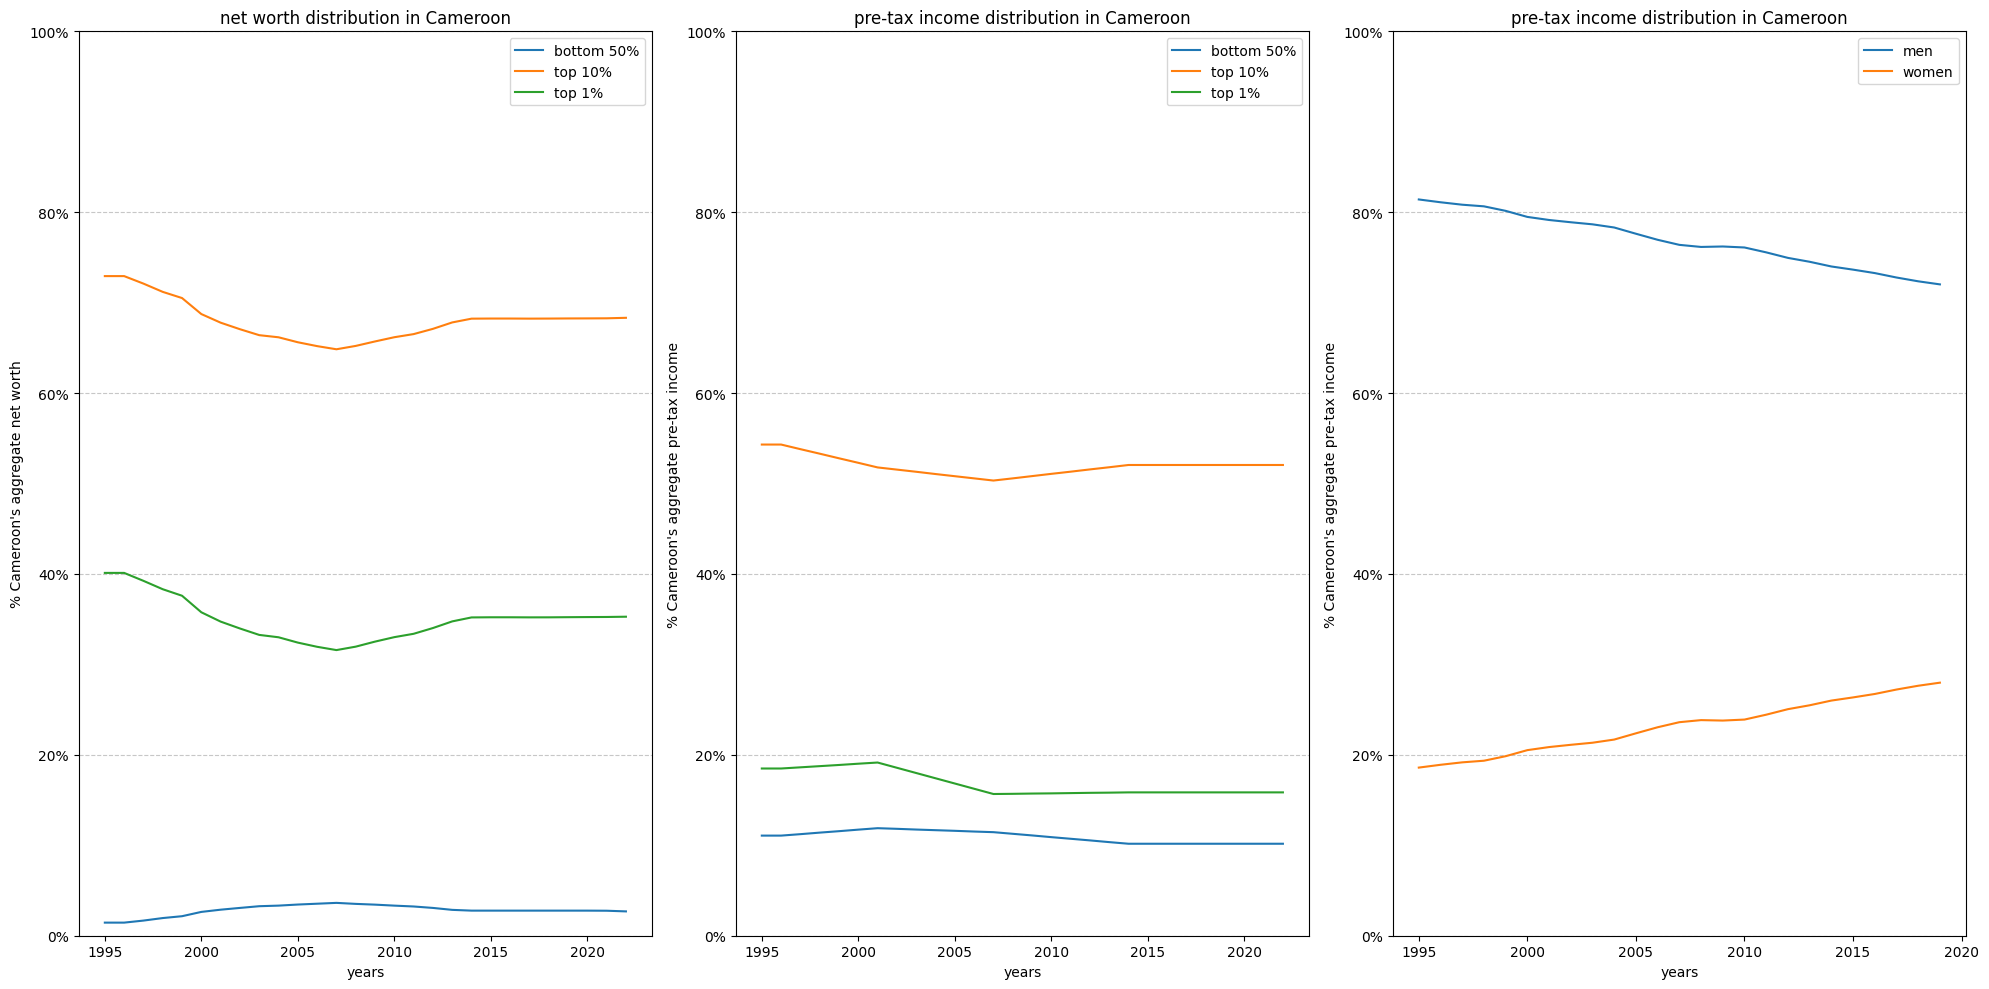 net worth distribution in Cameroon
% Cameroon's aggregate net worth
100%
80%
60%
40%
20%
0%
bottom 50%
top 10%
top 1%
1995 2000 2005 2010 2015 2020
years
pre-tax income distribution in Cameroon
% Cameroon's aggregate pre-tax income
100%
80%
60%
40%
20%
0%
bottom 50%
top 10%
top 1%
1995 2000 2005 2010 2015 2020
years
pre-tax income distribution in Cameroon
% Cameroon's aggregate pre-tax income
100%
80%
60%
40%
20%
0%
men
women
1995 2000 2005 2010 2015 2020
years